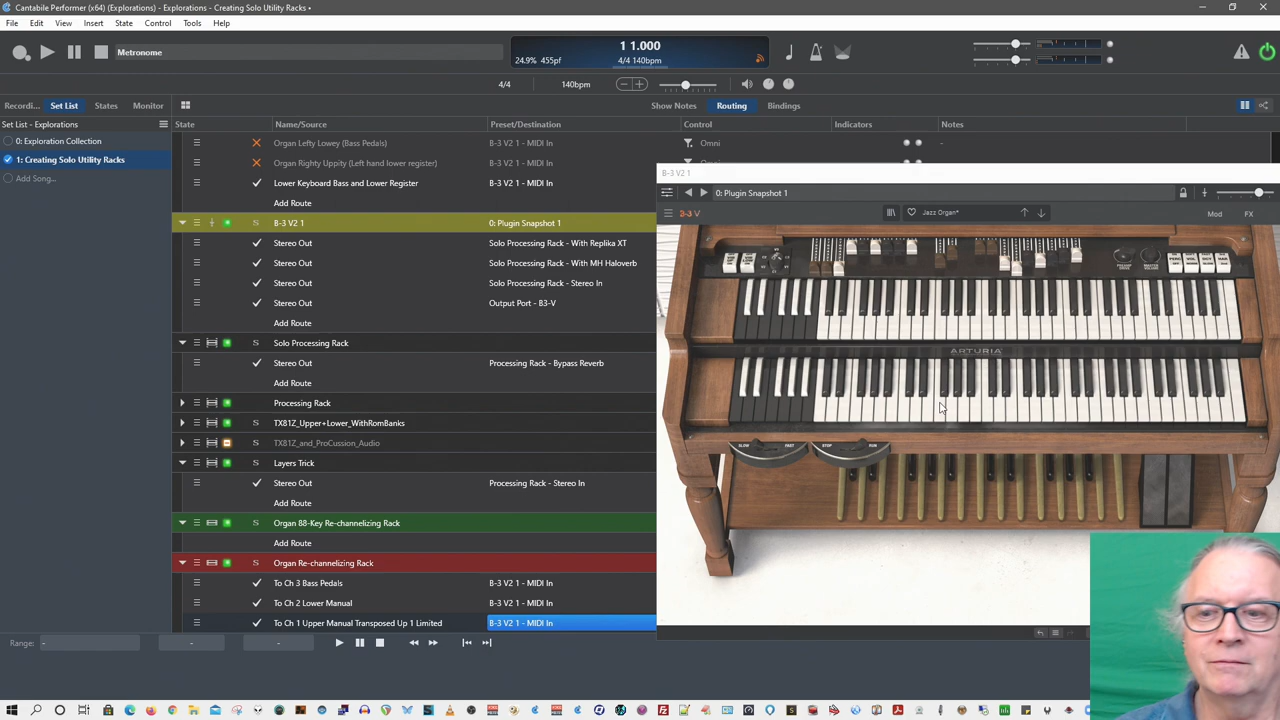 Cantabile Performer (x64) (Explorations) - Explorations - Creating Solo Utility Racks •
File Edit View Insert State Control Tools Help
Metronome
1 1.000
24.9% 455pf 4/4 140bpm
4/4 140bpm
Recordi... Set List States Monitor Show Notes Routing Bindings
Set List - Explorations
State Name/Source Preset/Destination Control Indicators Notes
0: Exploration Collection
1: Creating Solo Utility Racks
Add Song...
Organ Lefty Lowey (Bass Pedals) B-3 V2 1 - MIDI In Omni -
Organ Righty Uppity (Left hand lower register) B-3 V2 1 - MIDI In
Lower Keyboard Bass and Lower Register B-3 V2 1 - MIDI In
Add Route
B-3 V2 1 0: Plugin Snapshot 1
Stereo Out Solo Processing Rack - With Replika XT
Stereo Out Solo Processing Rack - With MH Haloverb
Stereo Out Solo Processing Rack - Stereo In
Stereo Out Output Port - B3-V
Add Route
Solo Processing Rack
Stereo Out Processing Rack - Bypass Reverb
Add Route
Processing Rack
TX81Z_Upper+Lower_WithRomBanks
TX81Z_and_ProCussion_Audio
Layers Trick
Stereo Out Processing Rack - Stereo In
Add Route
Organ 88-Key Re-channelizing Rack
Add Route
Organ Re-channelizing Rack
To Ch 3 Bass Pedals B-3 V2 1 - MIDI In
To Ch 2 Lower Manual B-3 V2 1 - MIDI In
To Ch 1 Upper Manual Transposed Up 1 Limited B-3 V2 1 - MIDI In
Range: - - -
B-3 V2 1
0: Plugin Snapshot 1
B-3 V Jazz Organ* Mod FX
ARTURIA
SLOW FAST STOP RUN